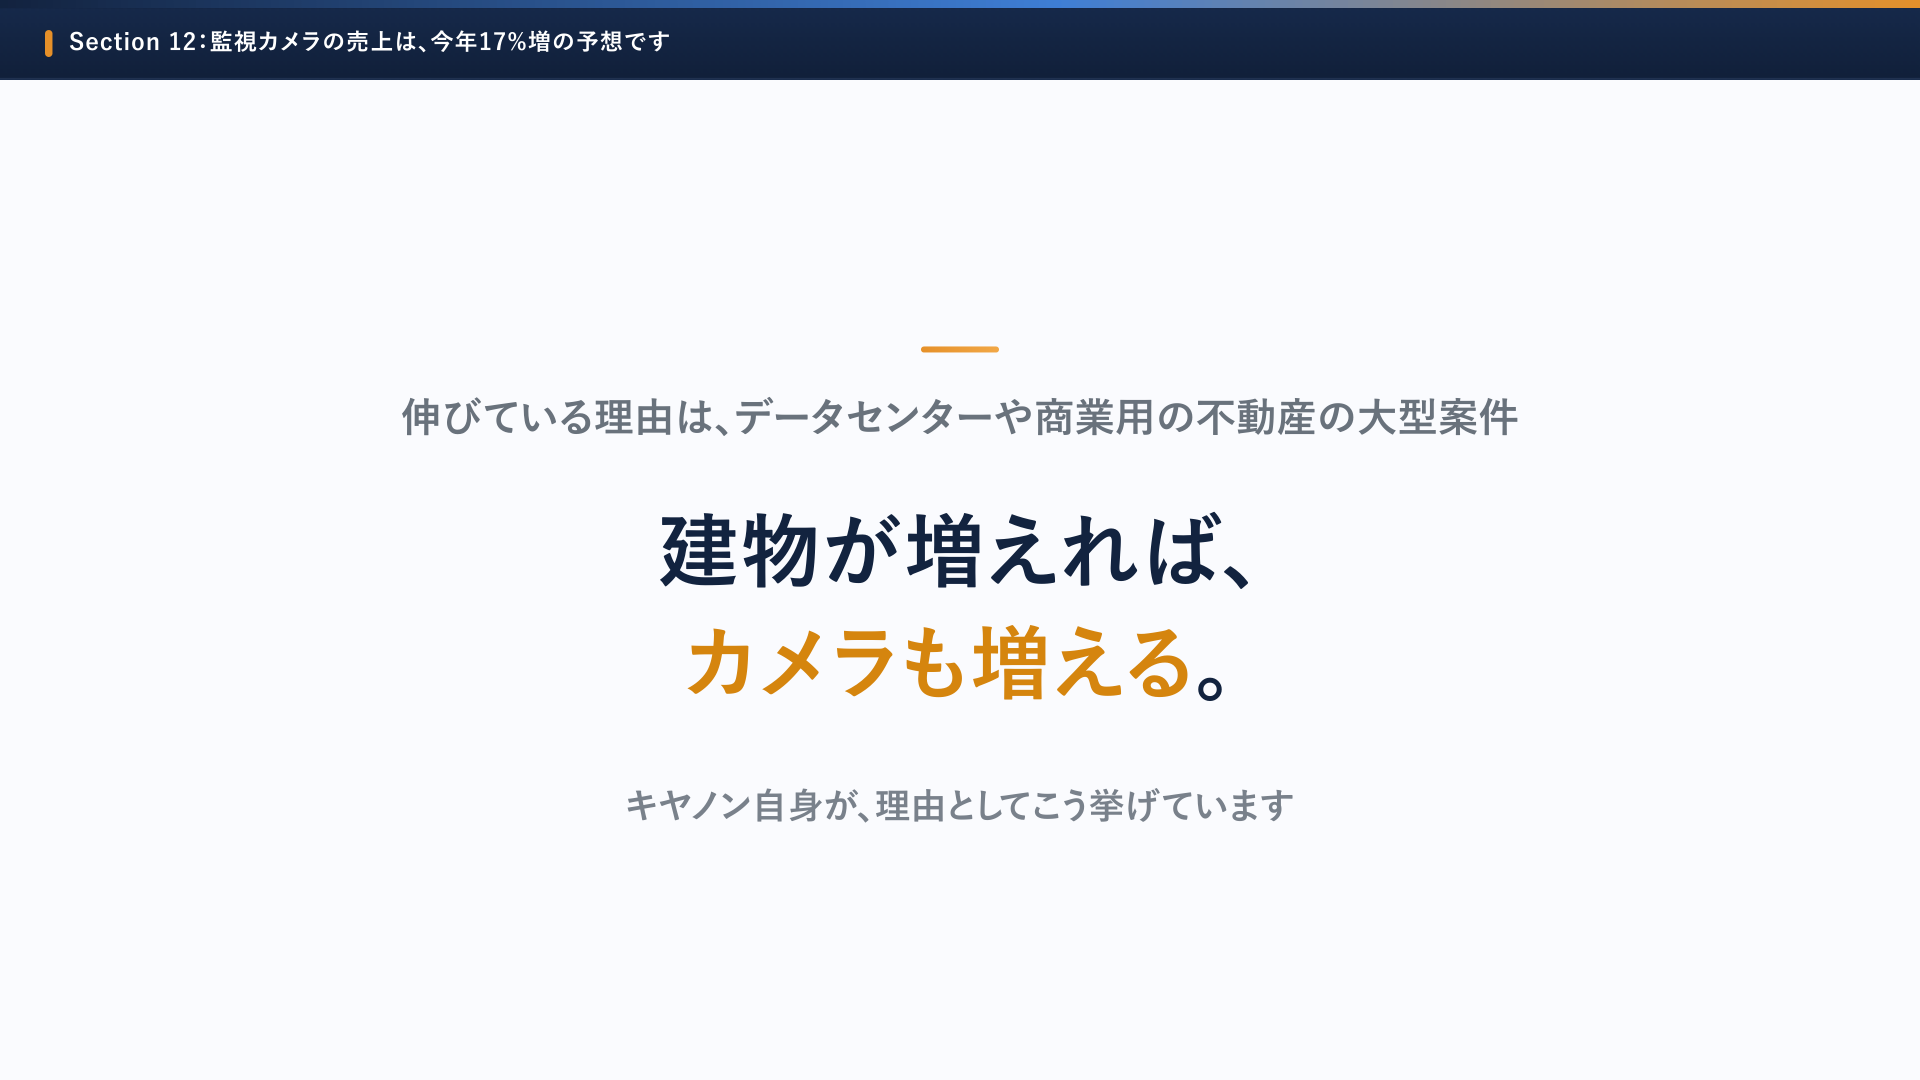 Section 12：監視カメラの売上は、今年17%増の予想です
伸びている理由は、データセンターや商業用の不動産の大型案件
建物が増えれば、
カメラも増える。
キヤノン自身が、理由としてこう挙げています